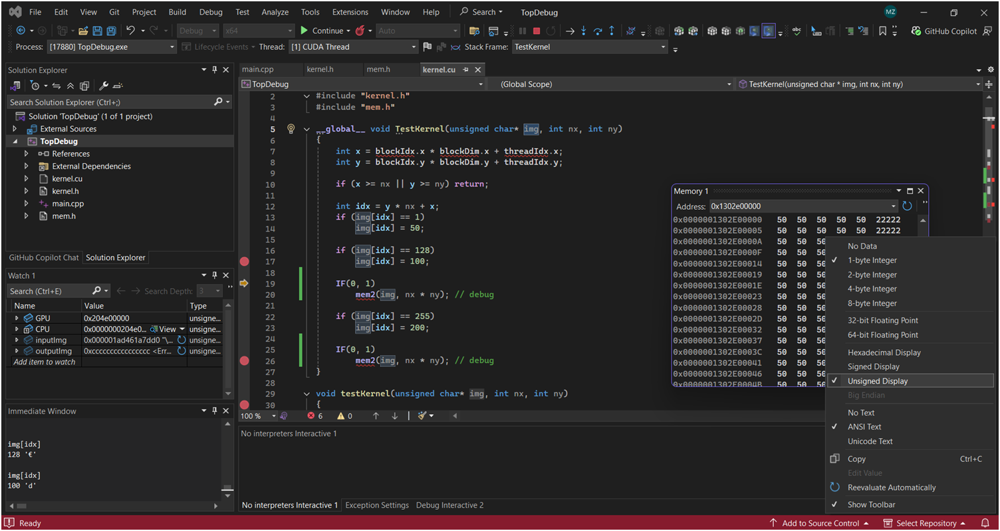 File Edit View Git Project Build Debug Test Analyze Tools Extensions Window Help Search TopDebug MZ
Debug x64 Continue Auto GitHub Copilot
Process: [17880] TopDebug.exe Lifecycle Events Thread: [1] CUDA Thread Stack Frame: TestKernel
Solution Explorer
Search Solution Explorer (Ctrl+;)
Solution 'TopDebug' (1 of 1 project)
External Sources
TopDebug
References
External Dependencies
kernel.cu
kernel.h
main.cpp
mem.h
GitHub Copilot Chat Solution Explorer
Watch 1
Search (Ctrl+E) Search Depth: 3
Name Value Type
GPU 0x204e00000 unsigne...
CPU 0x0000000204e0... View unsigne...
inputImg 0x000001ad461a7dd0 "\... unsigne...
outputImg 0xcccccccccccccccc <Err... unsigne...
Add item to watch
Immediate Window
img[idx]
128 '€'
img[idx]
100 'd'
main.cpp kernel.h mem.h kernel.cu
TopDebug (Global Scope) TestKernel(unsigned char * img, int nx, int ny)
2 #include "kernel.h"
3 #include "mem.h"
4
5 __global__ void TestKernel(unsigned char* img, int nx, int ny)
6 {
7 int x = blockIdx.x * blockDim.x + threadIdx.x;
8 int y = blockIdx.y * blockDim.y + threadIdx.y;
9
10 if (x >= nx || y >= ny) return;
11
12 int idx = y * nx + x;
13 if (img[idx] == 1)
14 img[idx] = 50;
15
16 if (img[idx] == 128)
17 img[idx] = 100;
18
19 IF(0, 1)
20 mem2(img, nx * ny); // debug
21
22 if (img[idx] == 255)
23 img[idx] = 200;
24
25 IF(0, 1)
26 mem2(img, nx * ny); // debug
27 }
28
29 void testKernel(unsigned char* img, int nx, int ny)
30 {
100 % 6 0
No interpreters Interactive 1
No interpreters Interactive 1 Exception Settings Debug Interactive 2
Memory 1
Address: 0x1302e00000
0x0000001302E00000 50 50 50 50 50 22222
0x0000001302E00005 50 50 50 50 50 22222
0x0000001302E0000A 50 50 50
0x0000001302E0000F 50 50 50
0x0000001302E00014 50 50 50
0x0000001302E00019 50 50 50
0x0000001302E0001E 50 50 50
0x0000001302E00023 50 50 50
0x0000001302E00028 50 50 50
0x0000001302E0002D 50 50 50
0x0000001302E00032 50 50 50
0x0000001302E00037 50 50 50
0x0000001302E0003C 50 50 50
0x0000001302E00041 50 50 50
0x0000001302E00046 50 50 50
0x0000001302E0004B 50 50 50
No Data
1-byte Integer
2-byte Integer
4-byte Integer
8-byte Integer
32-bit Floating Point
64-bit Floating Point
Hexadecimal Display
Signed Display
Unsigned Display
Big Endian
No Text
ANSI Text
Unicode Text
Copy Ctrl+C
Edit Value
Reevaluate Automatically
Show Toolbar
Ready Add to Source Control Select Repository